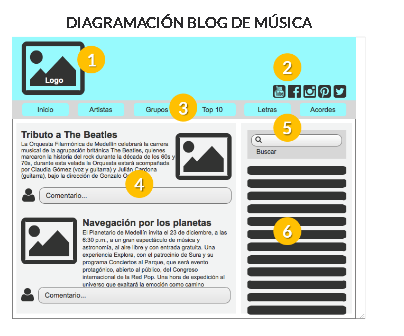 DIAGRAMACIÓN BLOG DE MÚSICA
Logo
1
2
You
Inicio Artistas Grupos 3 Top 10 Letras Acordes
Tributo a The Beatles
La Orquesta Filarmónica de Medellín celebrará la carrera
musical de la agrupación británica The Beatles, quienes
marcaron la historia del rock durante la década de los 60s y
70s, durante esta velada la Orquesta estará acompañada
por Claudia Gómez (voz y guitarra) y Julián Cardona
(guitarra), bajo la dirección de Gonzalo
4
Comentario...
5
Buscar
6
Navegación por los planetas
El Planetario de Medellín invita el 23 de diciembre, a las
6:30 p.m., a un gran espectáculo de música y
astronomía, al aire libre y con entrada gratuita. Una
experiencia Explora, con el patrocinio de Sura y su
programa Conciertos al Parque, que será evento
protagónico, abierto al público, del Congreso
Internacional de la Red Pop. Una hora de expedición al
universo que exaltará la emoción como camino
Comentario...